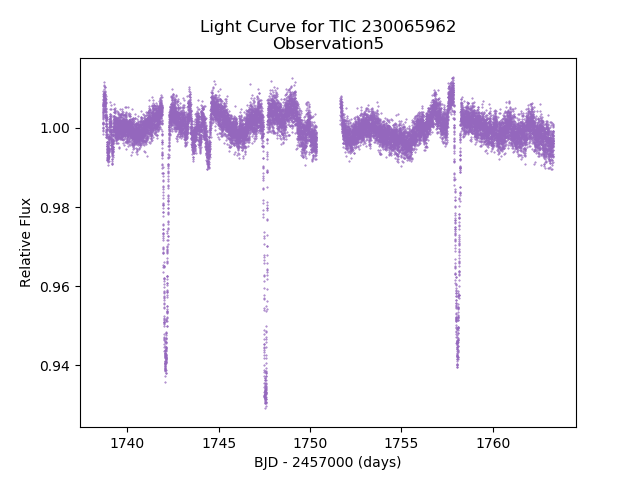 Light Curve for TIC 230065962
Observation5
1.00
0.98
0.96
0.94
Relative Flux
1740
1745
1750
1755
1760
BJD - 2457000 (days)